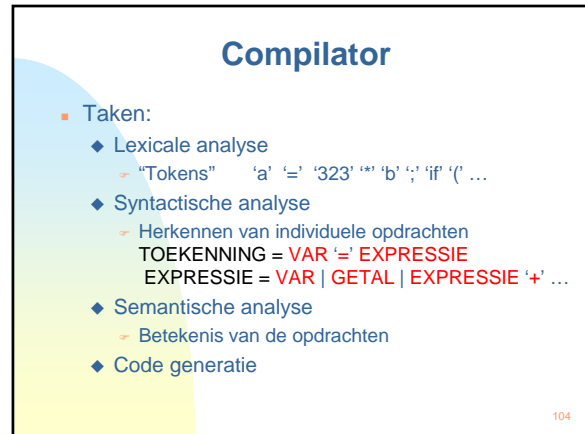 Compilator
Taken:
Lexicale analyse
“Tokens” ‘a’ ‘=’ ‘323’ ‘*’ ‘b’ ‘;’ ‘if’ ‘(’ …
Syntactische analyse
Herkennen van individuele opdrachten
TOEKENNING = VAR ‘=’ EXPRESSIE
EXPRESSIE = VAR | GETAL | EXPRESSIE ‘+’ …
Semantische analyse
Betekenis van de opdrachten
Code generatie
104